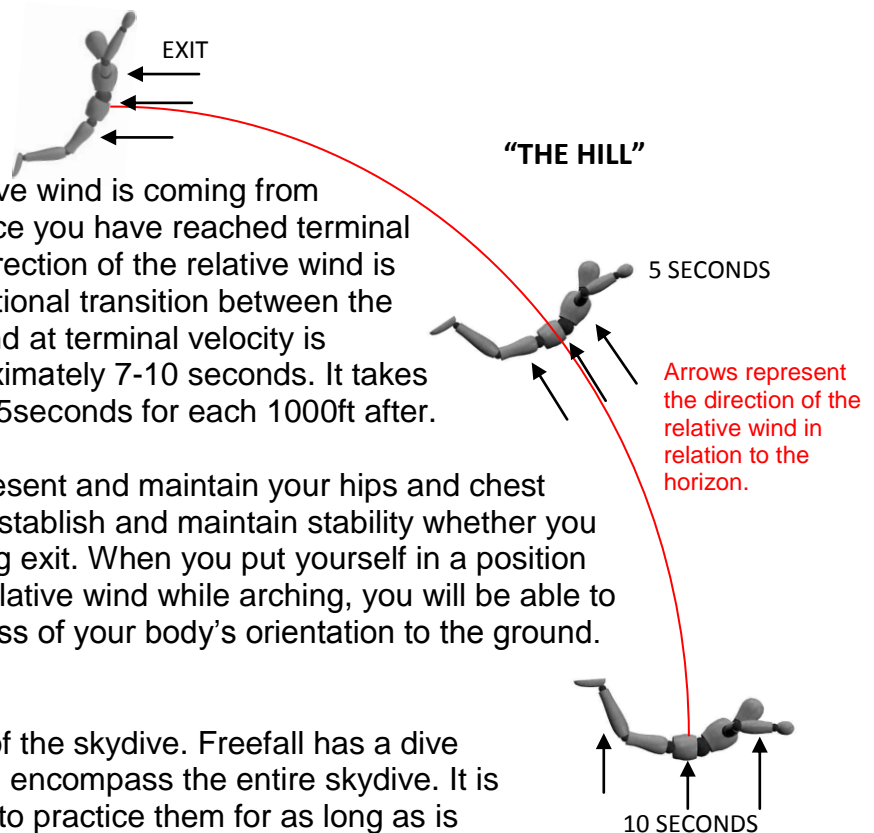 EXIT
“THE HILL”
ve wind is coming from
ce you have reached terminal
rection of the relative wind is
5 SECONDS
tional transition between the
nd at terminal velocity is
ximately 7-10 seconds. It takes
5seconds for each 1000ft after.
Arrows represent
the direction of the
relative wind in
relation to the
horizon.
esent and maintain your hips and chest
stablish and maintain stability whether you
g exit. When you put yourself in a position
lative wind while arching, you will be able to
ss of your body’s orientation to the ground.
of the skydive. Freefall has a dive
encompass the entire skydive. It is
to practice them for as long as is
10 SECONDS